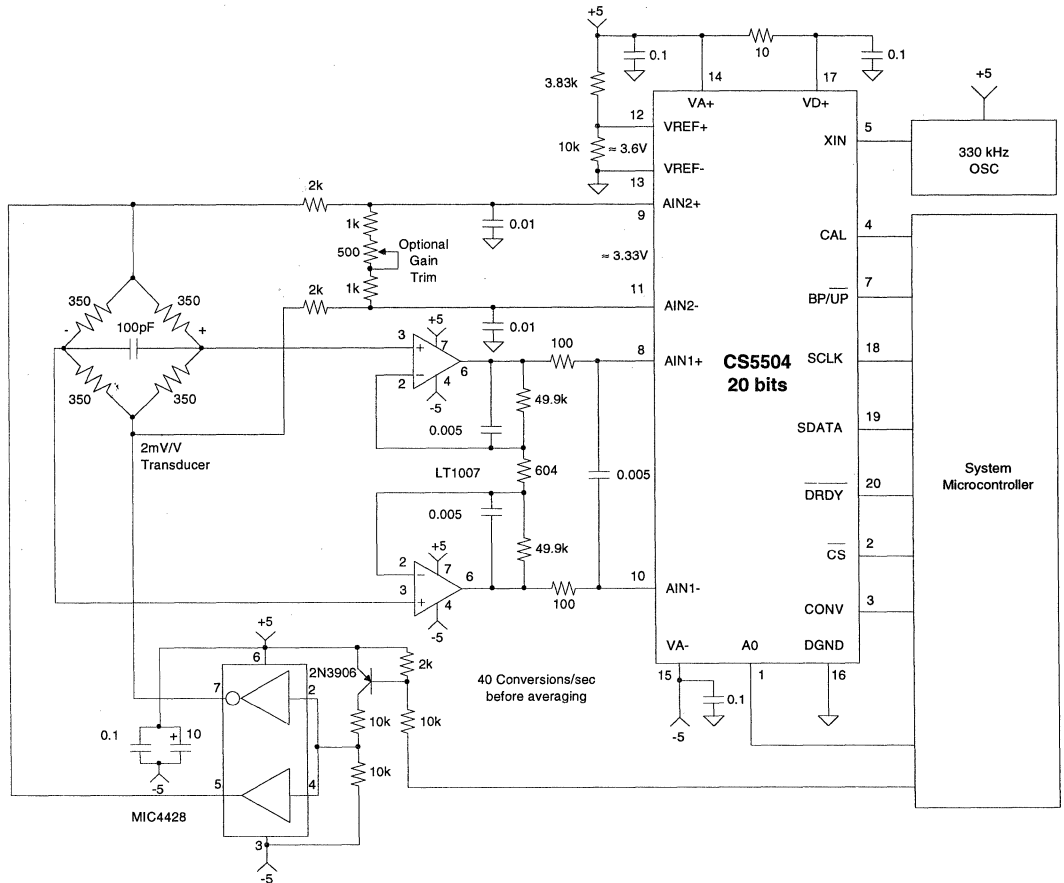 +5
0.1
10
0.1
14
17
+5
3.83k
VA+
VD+
12
VREF+
XIN
5
330 kHz
OSC
10k
≈ 3.6V
VREF-
13
2k
AIN2+
9
1k
0.01
CAL
4
500
Optional
Gain
Trim
≈ 3.33V
BP/UP
7
1k
11
2k
AIN2-
0.01
350
350
100pF
-
+
+5
3
+
7
6
100
8
AIN1+
CS5504
20 bits
SCLK
18
2
−
4
-5
350
350
49.9k
0.005
SDATA
19
2mV/V
Transducer
LT1007
604
0.005
System
Microcontroller
DRDY
20
0.005
+5
49.9k
CS
2
2
−
7
6
10
AIN1-
3
+
4
100
-5
CONV
3
+5
6
VA-
A0
DGND
2N3906
2k
40 Conversions/sec
before averaging
15
1
16
7
2
0.1
10k
10k
-5
0.1
+
10
10k
-5
5
4
MIC4428
3
-5